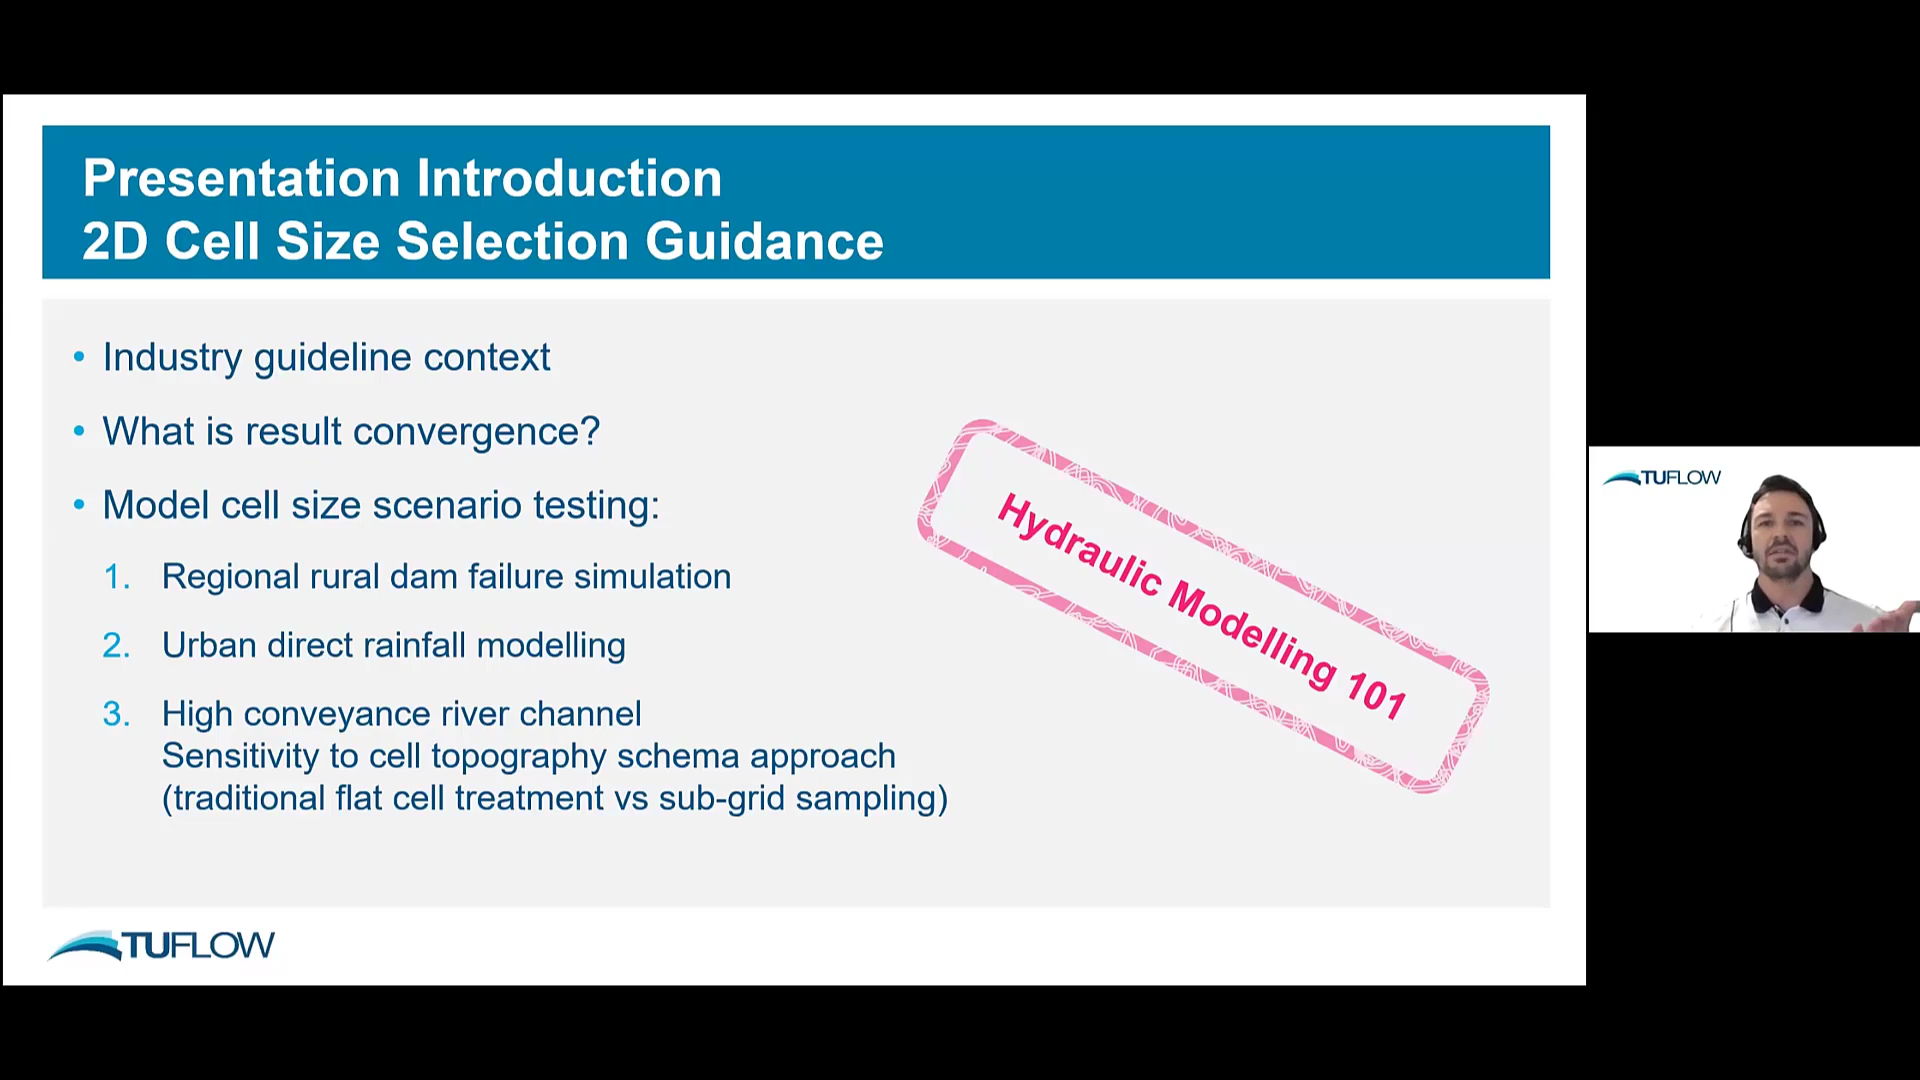 Presentation Introduction
2D Cell Size Selection Guidance
• Industry guideline context
• What is result convergence?
• Model cell size scenario testing:
1. Regional rural dam failure simulation
2. Urban direct rainfall modelling
3. High conveyance river channel
Sensitivity to cell topography schema approach
(traditional flat cell treatment vs sub-grid sampling)
Hydraulic Modelling 101
TUFLOW
TUFLOW